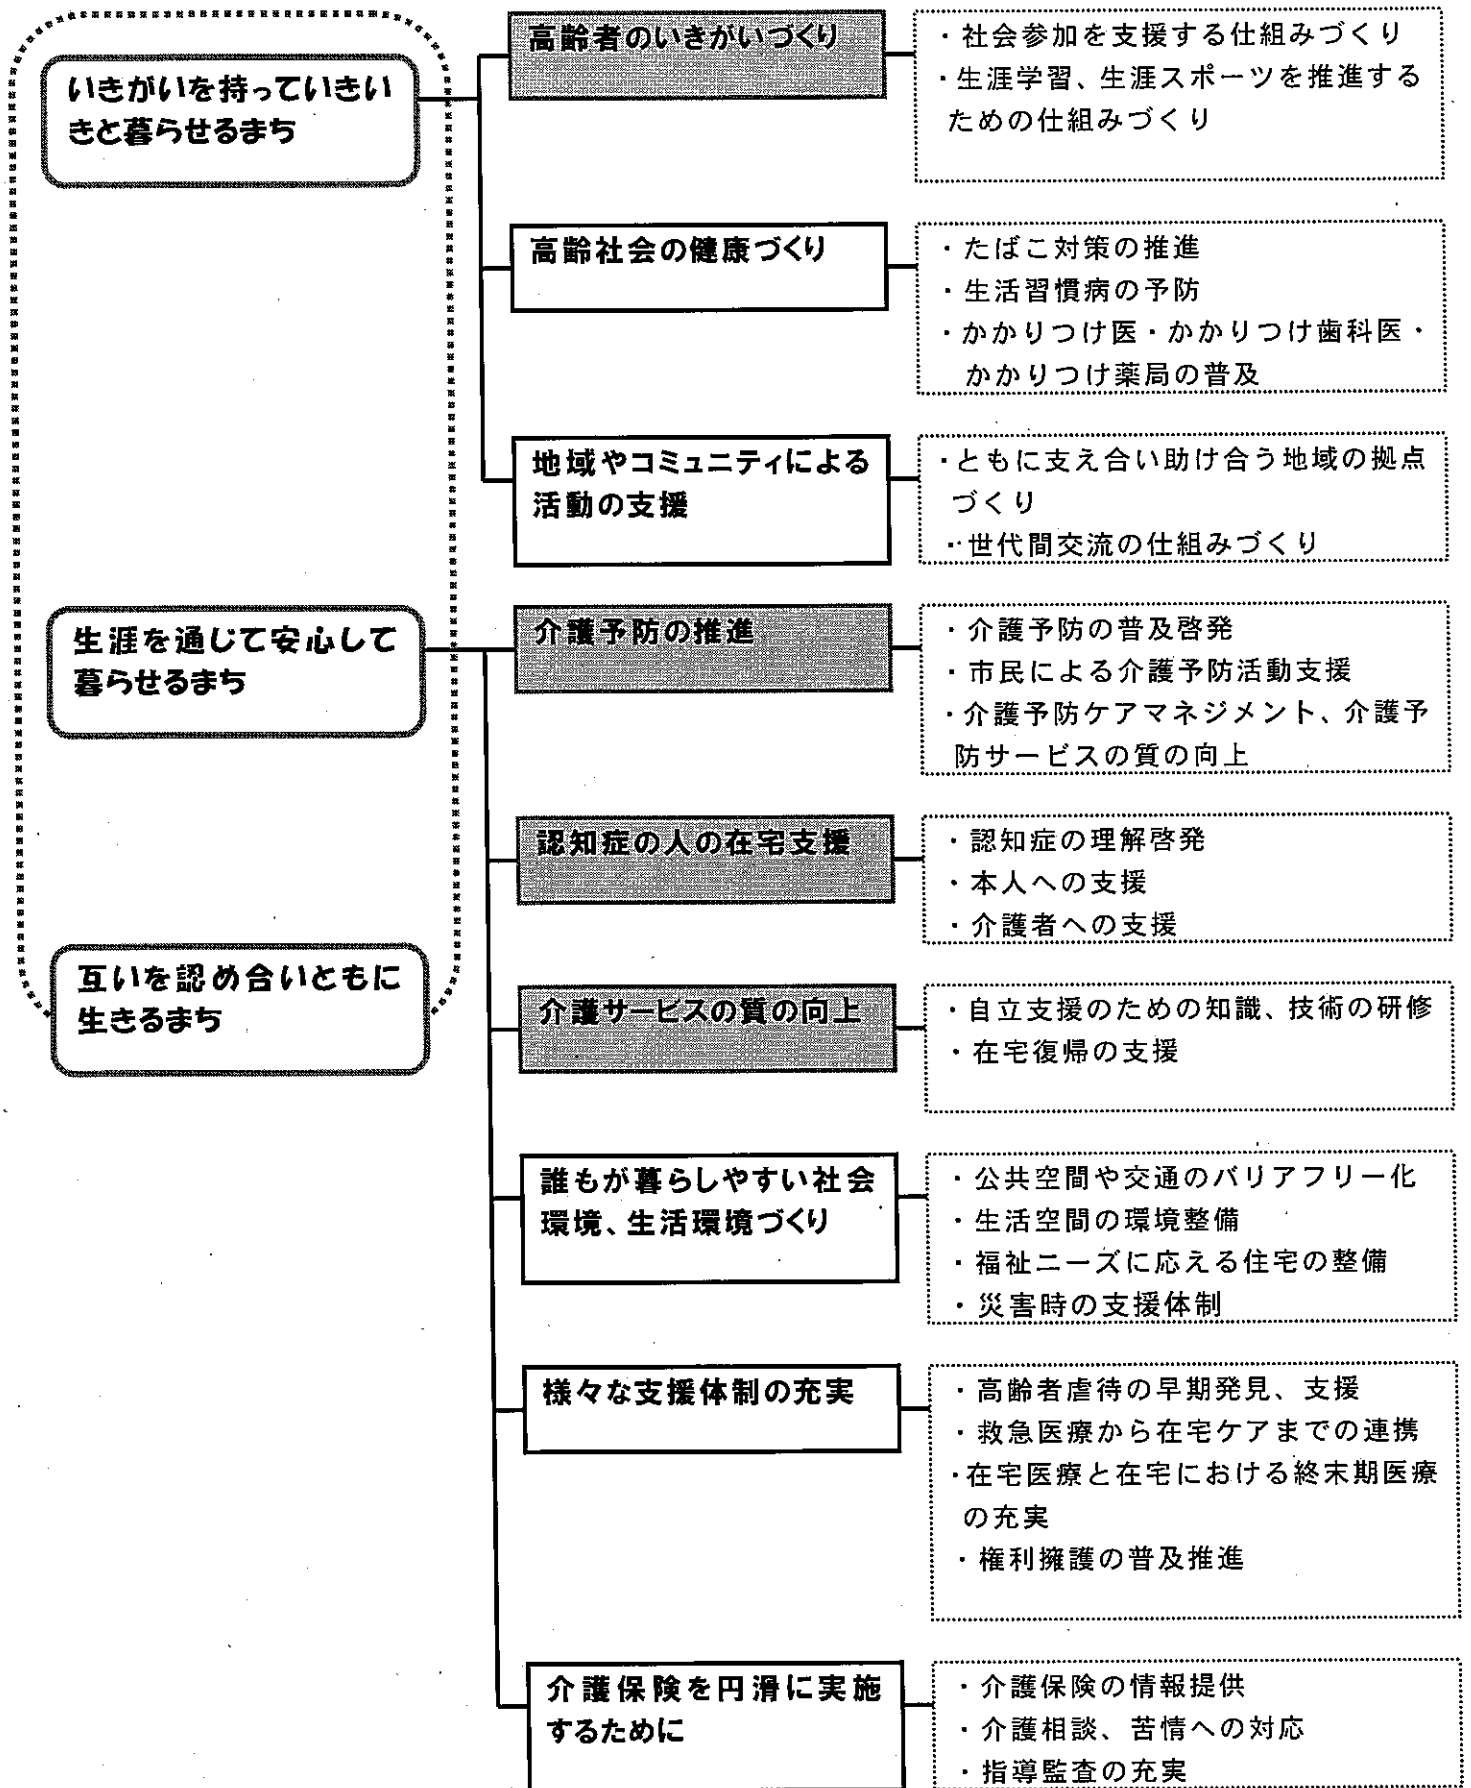 いきがいを持っていきい
きと暮らせるまち
高齢者のいきがいづくり
・社会参加を支援する仕組みづくり
・生涯学習、生涯スポーツを推進する
ための仕組みづくり
高齢社会の健康づくり
・たばこ対策の推進
・生活習慣病の予防
・かかりつけ医・かかりつけ歯科医・
かかりつけ薬局の普及
地域やコミュニティによる
活動の支援
・ともに支え合い助け合う地域の拠点
づくり
・世代間交流の仕組みづくり
生涯を通じて安心して
暮らせるまち
介護予防の推進
・介護予防の普及啓発
・市民による介護予防活動支援
・介護予防ケアマネジメント、介護予
防サービスの質の向上
認知症の人の在宅支援
・認知症の理解啓発
・本人への支援
・介護者への支援
互いを認め合いともに
生きるまち
介護サービスの質の向上
・自立支援のための知識、技術の研修
・在宅復帰の支援
誰もが暮らしやすい社会
環境、生活環境づくり
・公共空間や交通のバリアフリー化
・生活空間の環境整備
・福祉ニーズに応える住宅の整備
・災害時の支援体制
様々な支援体制の充実
・高齢者虐待の早期発見、支援
・救急医療から在宅ケアまでの連携
・在宅医療と在宅における終末期医療
の充実
・権利擁護の普及推進
介護保険を円滑に実施
するために
・介護保険の情報提供
・介護相談、苦情への対応
・指導監査の充実